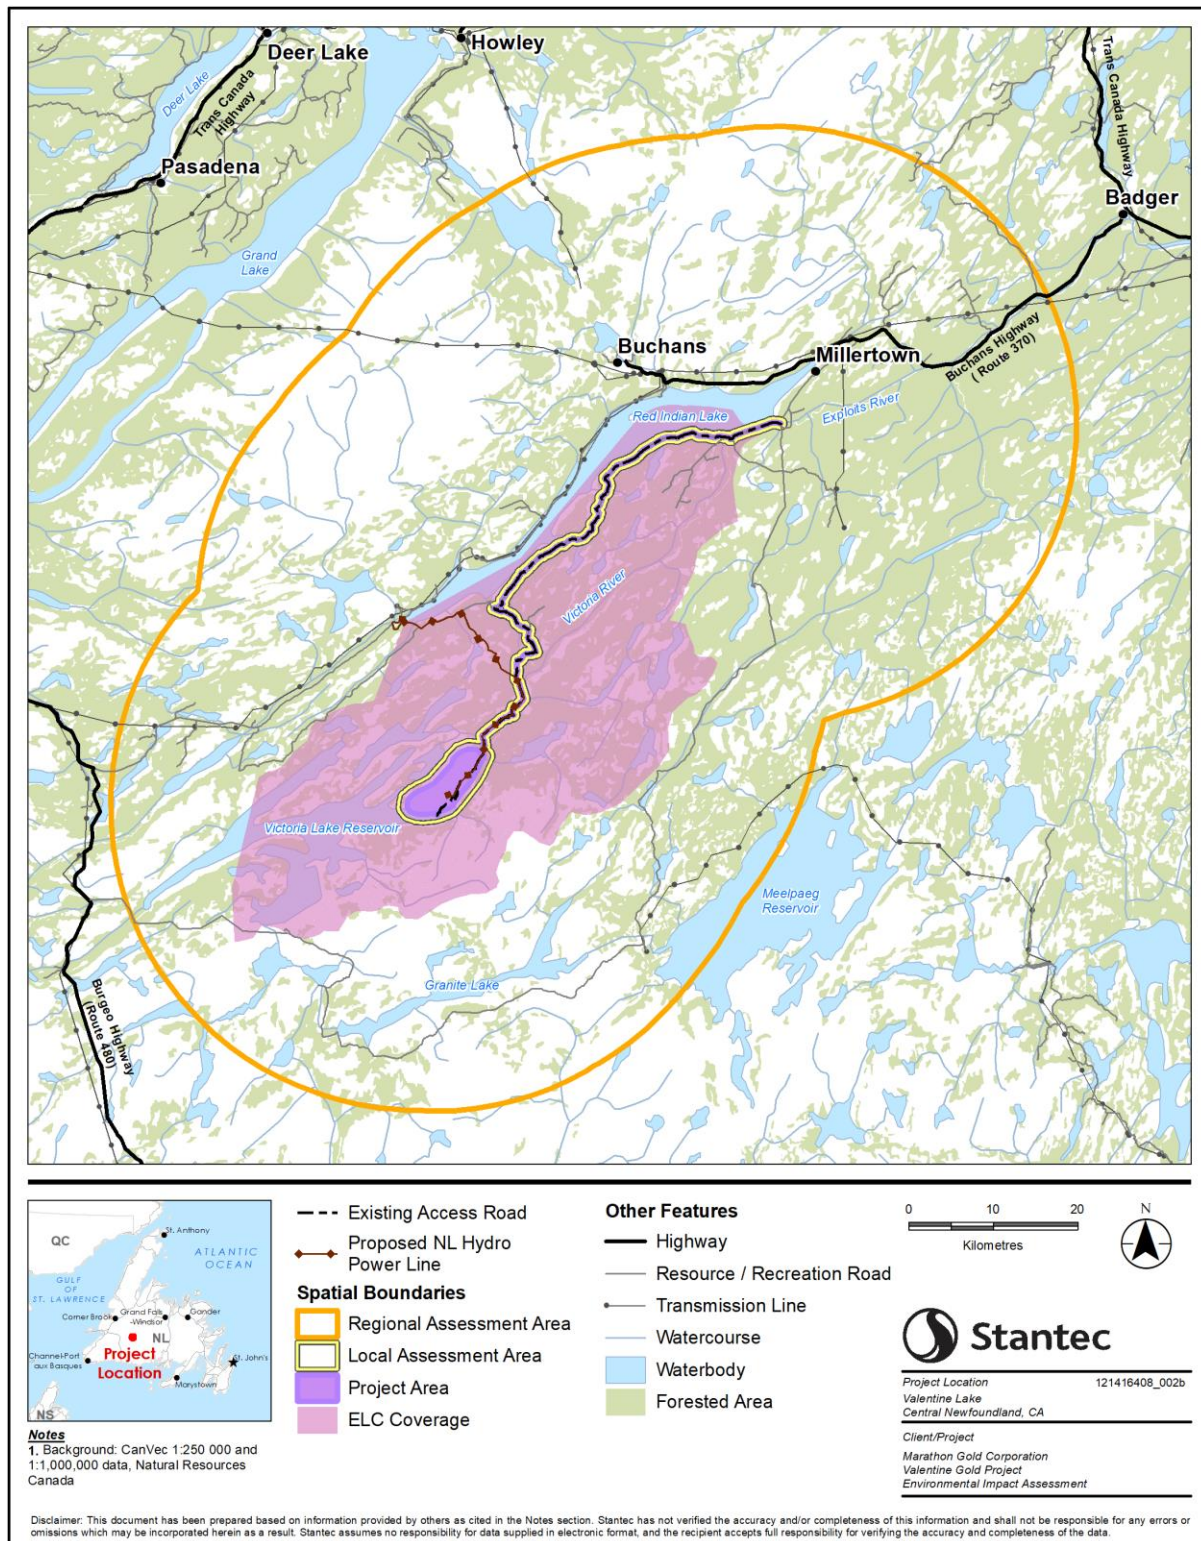 Deer Lake
Howley
Deer Lake
Trans Canada
Highway
Trans Canada Highway
Pasadena
Badger
Grand
Lake
Buchans
Millertown
Buchans Highway
( Route 370)
Red Indian Lake
Exploits River
Victoria River
Victoria Lake Reservoir
Meelpaeg
Reservoir
Granite Lake
Burgeo Highway
(Route 480)
QC
St. Anthony
ATLANTIC
OCEAN
GULF
OF
ST. LAWRENCE
Corner Brook
Grand Falls
-Windsor
Gander
NL
Project
Location
Channel-Port
aux Basques
St. John's
Marystown
NS
Notes
1. Background: CanVec 1:250 000 and
1:1,000,000 data, Natural Resources
Canada
Existing Access Road
Proposed NL Hydro
Power Line
Spatial Boundaries
Regional Assessment Area
Local Assessment Area
Project Area
ELC Coverage
Other Features
Highway
Resource / Recreation Road
Transmission Line
Watercourse
Waterbody
Forested Area
0 10 20
Kilometres
N
Stantec
Project Location 121416408_002b
Valentine Lake
Central Newfoundland, CA
Client/Project
Marathon Gold Corporation
Valentine Gold Project
Environmental Impact Assessment
Disclaimer: This document has been prepared based on information provided by others as cited in the Notes section. Stantec has not verified the accuracy and/or completeness of this information and shall not be responsible for any errors or
omissions which may be incorporated herein as a result. Stantec assumes no responsibility for data supplied in electronic format, and the recipient accepts full responsibility for verifying the accuracy and completeness of the data.